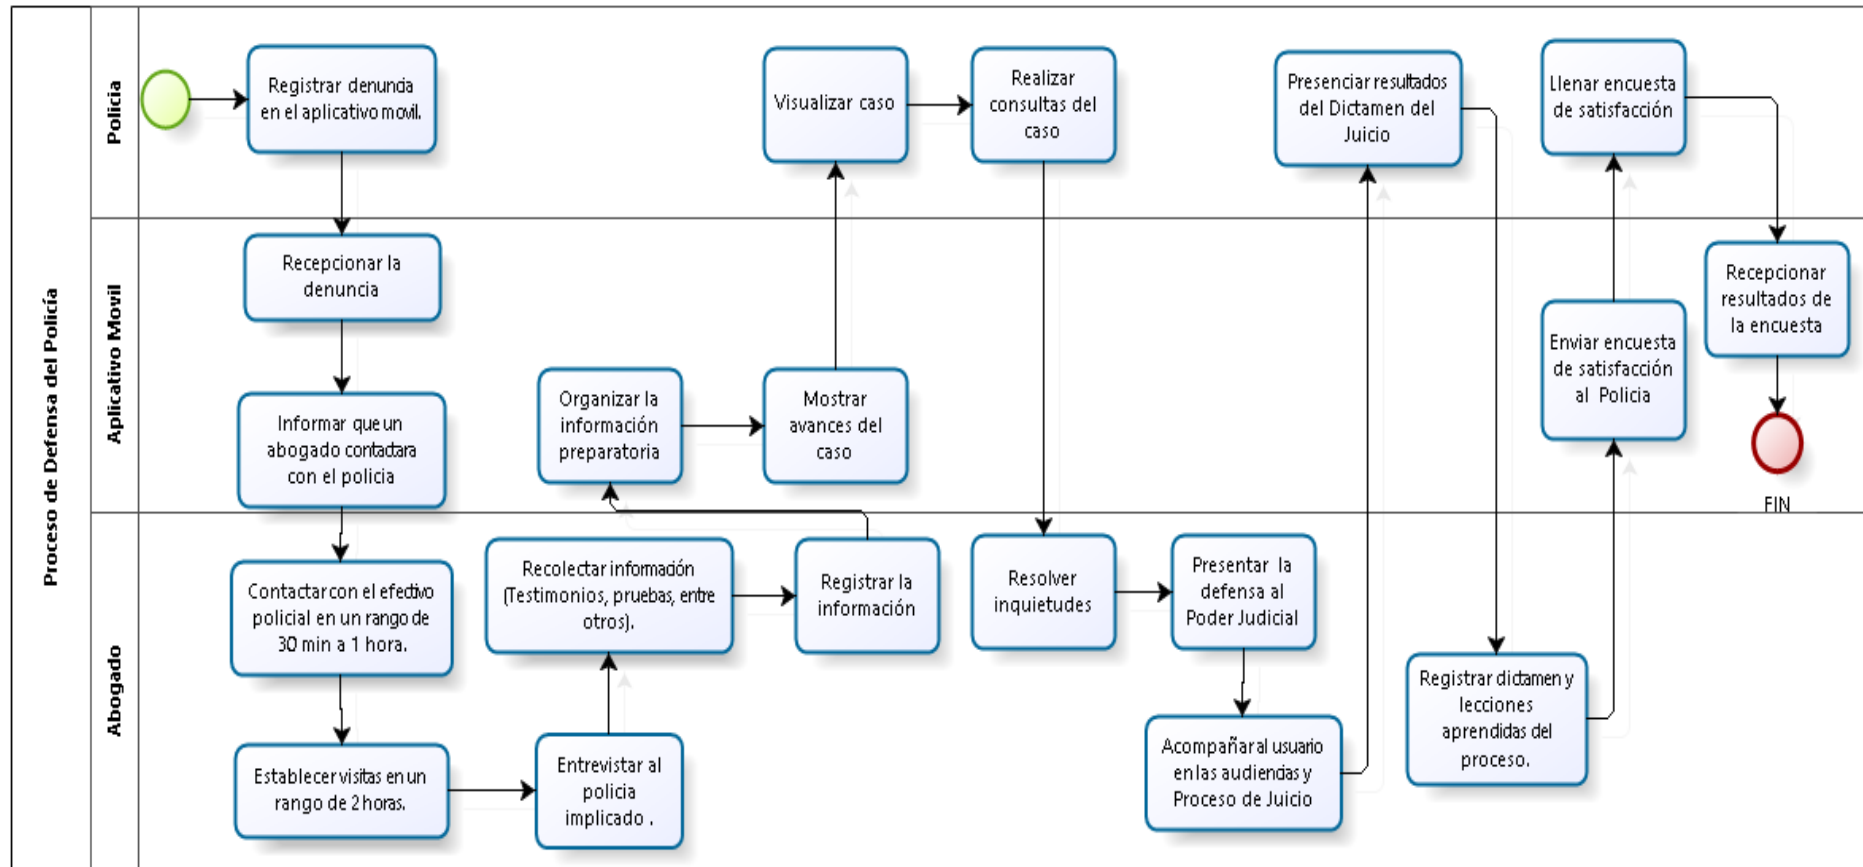 Proceso de Defensa del Policía
Policia
Registrar denuncia
en el aplicativo movil.
Visualizar caso
Realizar
consultas del
caso
Presenciar resultados
del Dictamen del
Juicio
Llenar encuesta
de satisfacción
Aplicativo Movil
Recepcionar la
denuncia
Informar que un
abogado contactara
con el policia
Organizar la
información
preparatoria
Mostrar
avances del
caso
Enviar encuesta
de satisfacción
al Policia
Recepcionar
resultados de
la encuesta
FIN
Abogado
Contactar con el efectivo
policial en un rango de
30 min a 1 hora.
Establecer visitas en un
rango de 2 horas.
Entrevistar al
policia
implicado .
Recolectar información
(Testimonios, pruebas, entre
otros).
Registrar la
información
Resolver
inquietudes
Presentar la
defensa al
Poder Judicial
Acompañar al usuario
en las audiencias y
Proceso de Juicio
Registrar dictamen y
lecciones
aprendidas del
proceso.